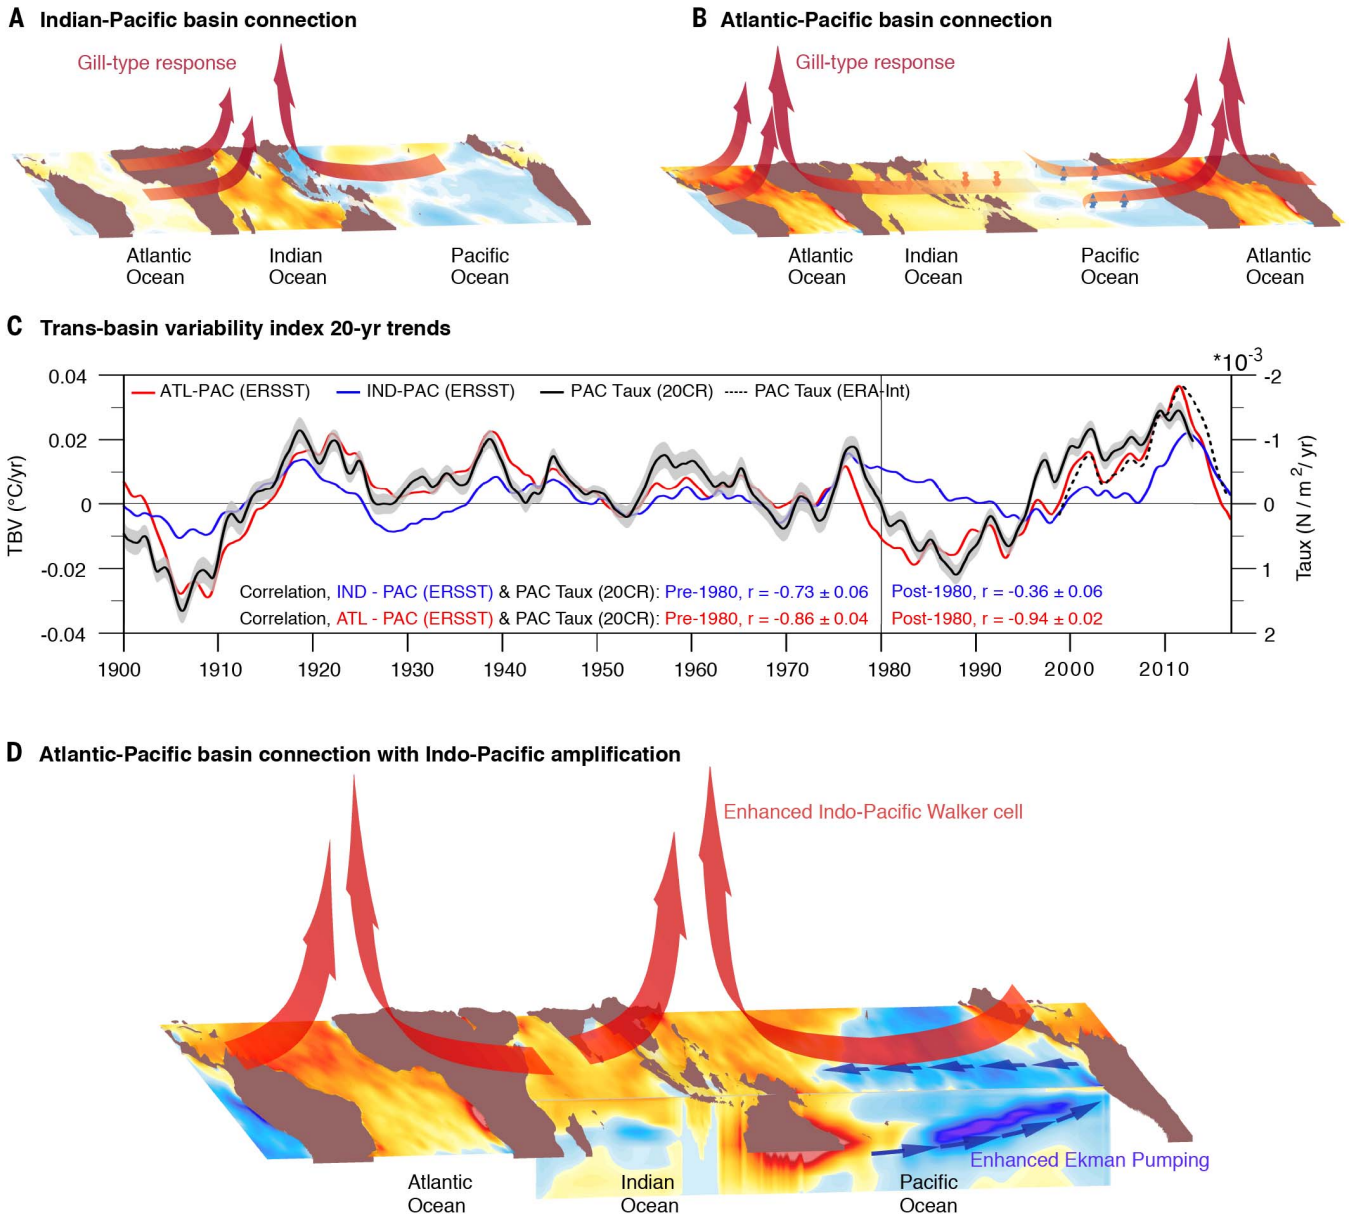 A Indian-Pacific basin connection
Gill-type response
Atlantic Ocean
Indian Ocean
Pacific Ocean
B Atlantic-Pacific basin connection
Gill-type response
Atlantic Ocean
Indian Ocean
Pacific Ocean
Atlantic Ocean
C Trans-basin variability index 20-yr trends
*10-3
ATL-PAC (ERSST)
IND-PAC (ERSST)
PAC Taux (20CR)
PAC Taux (ERA-Int)
TBV (°C/yr)
0.04
0.02
0
-0.02
-0.04
Taux (N / m 2/ yr)
-2
-1
0
1
2
Correlation, IND - PAC (ERSST) & PAC Taux (20CR): Pre-1980, r = -0.73 ± 0.06 Post-1980, r = -0.36 ± 0.06
Correlation, ATL - PAC (ERSST) & PAC Taux (20CR): Pre-1980, r = -0.86 ± 0.04 Post-1980, r = -0.94 ± 0.02
1900 1910 1920 1930 1940 1950 1960 1970 1980 1990 2000 2010
D Atlantic-Pacific basin connection with Indo-Pacific amplification
Enhanced Indo-Pacific Walker cell
Enhanced Ekman Pumping
Atlantic Ocean
Indian Ocean
Pacific Ocean